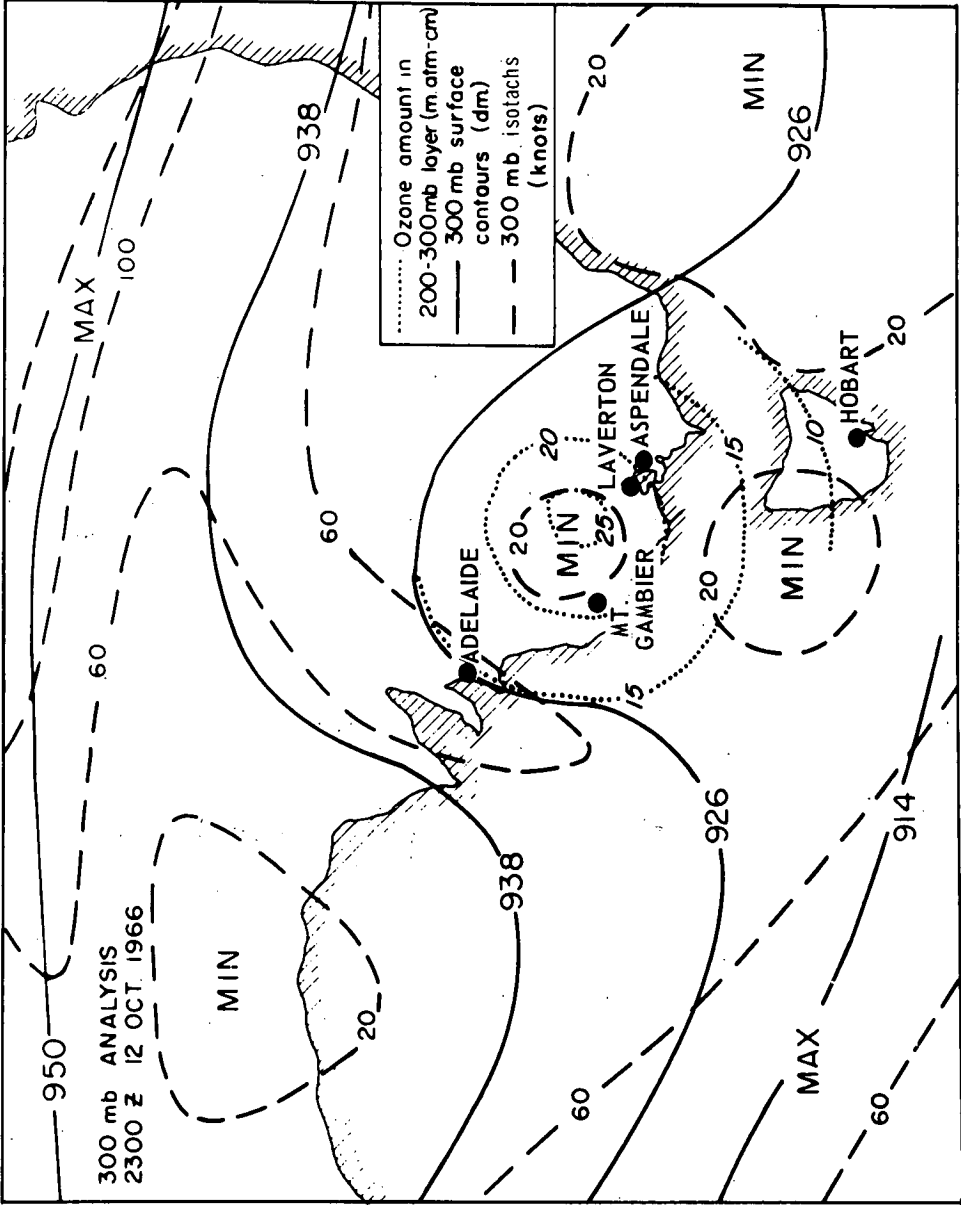 950
MAX
60
300 mb ANALYSIS
2300 Z 12 OCT. 1966
100
MIN
938
60
20
Ozone amount in
200-300mb layer (m.atm-cm)
300 mb surface
contours (dm)
300 mb isotachs
(knots)
ADELAIDE
938
20
20
MIN
60
25
20
LAVERTON
MT.
GAMBIER
ASPENDALE
15
20
926
15
MIN
MIN
926
MAX
10
HOBART
60
20
914